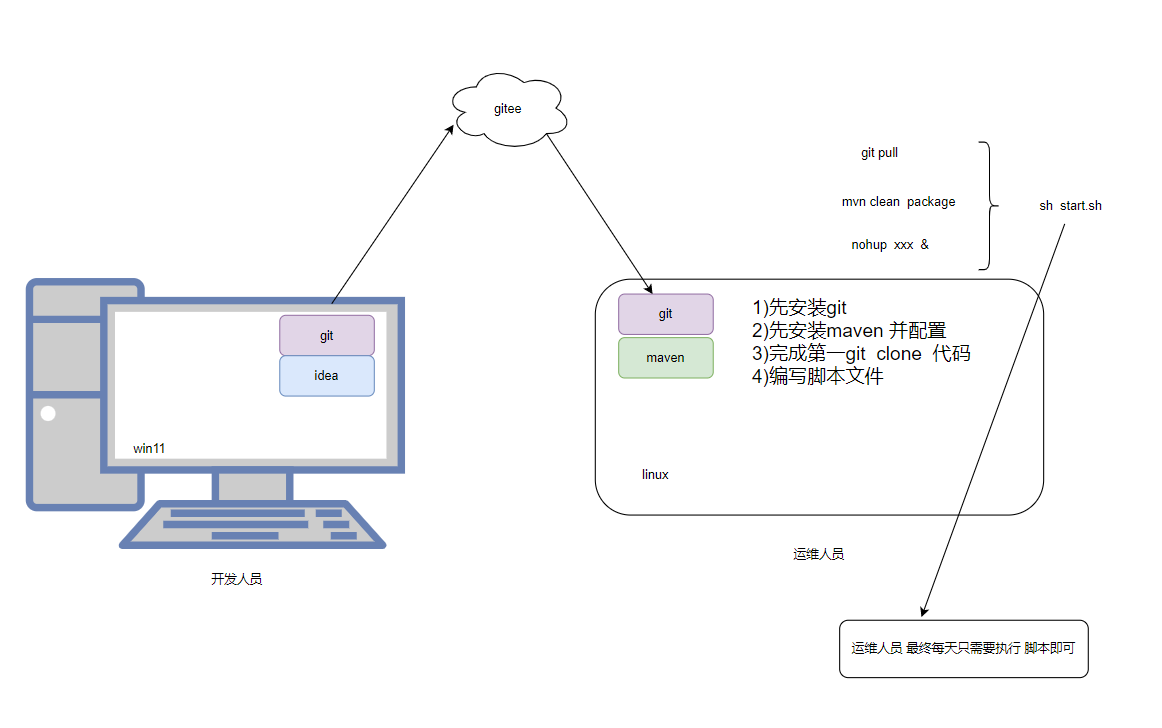 gitee
git pull
mvn clean package
nohup xxx &
sh start.sh
git
idea
win11
开发人员
git
maven
1)先安装git
2)先安装maven 并配置
3)完成第一git clone 代码
4)编写脚本文件
linux
运维人员
运维人员 最终每天只需要执行 脚本即可